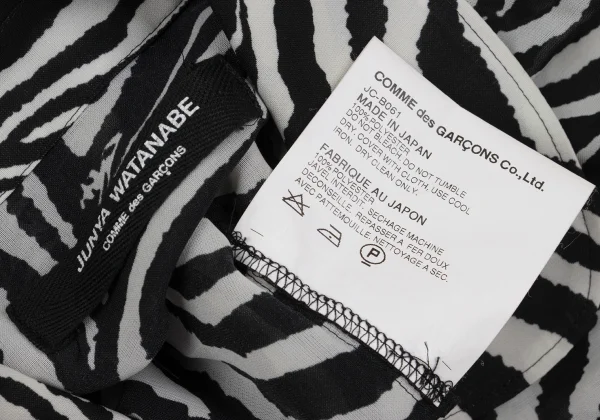 JUNYA WATANABE
COMME des GARÇONS
COMME des GARÇONS Co., Ltd.
JC-B061
MADE IN JAPAN
100%POLYESTER
DO NOT BLEACH, DO NOT TUMBLE
DRY, COVER WITH CLOTH, USE COOL
IRON, DRY CLEAN ONLY.
FABRIQUE AU JAPON
100%POLYESTER
JAVEL INTERDIT, SECHAGE MACHINE
DECONSEILLE, REPASSER A FER DOUX
AVEC PATTEMOUILLE, NETTOYAGE A SEC.
P